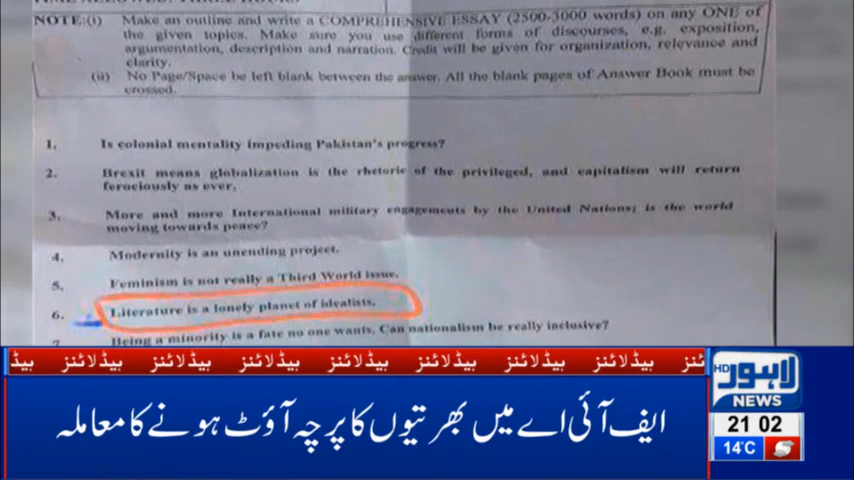 NOTE:(i) Make an outline and write a COMPREHENSIVE ESSAY (2500-3000 words) on any ONE of
the given topics. Make sure you use different forms of discourses, e.g. exposition,
argumentation, description and narration. Credit will be given for organization, relevance and
clarity.
(ii) No Page/Space be left blank between the answer. All the blank pages of Answer Book must be
crossed.
1. Is colonial mentality impeding Pakistan's progress?
2. Brexit means globalization is the rhetoric of the privileged, and capitalism will return
ferociously as ever.
3. More and more International military engagements by the United Nations; is the world
moving towards peace?
4. Modernity is an unending project.
5. Feminism is not really a Third World issue.
6. Literature is a lonely planet of idealists.
7. Being a minority is a fate no one wants. Can nationalism be really inclusive?
ہیڈلائنز ہیڈلائنز ہیڈلائنز ہیڈلائنز ہیڈلائنز ہیڈلائنز ہیڈلائنز
ایف آئی اے میں بھرتیوں کا پرچہ آؤٹ ہونے کا معاملہ
لاہور HD
NEWS
21 02
14°C